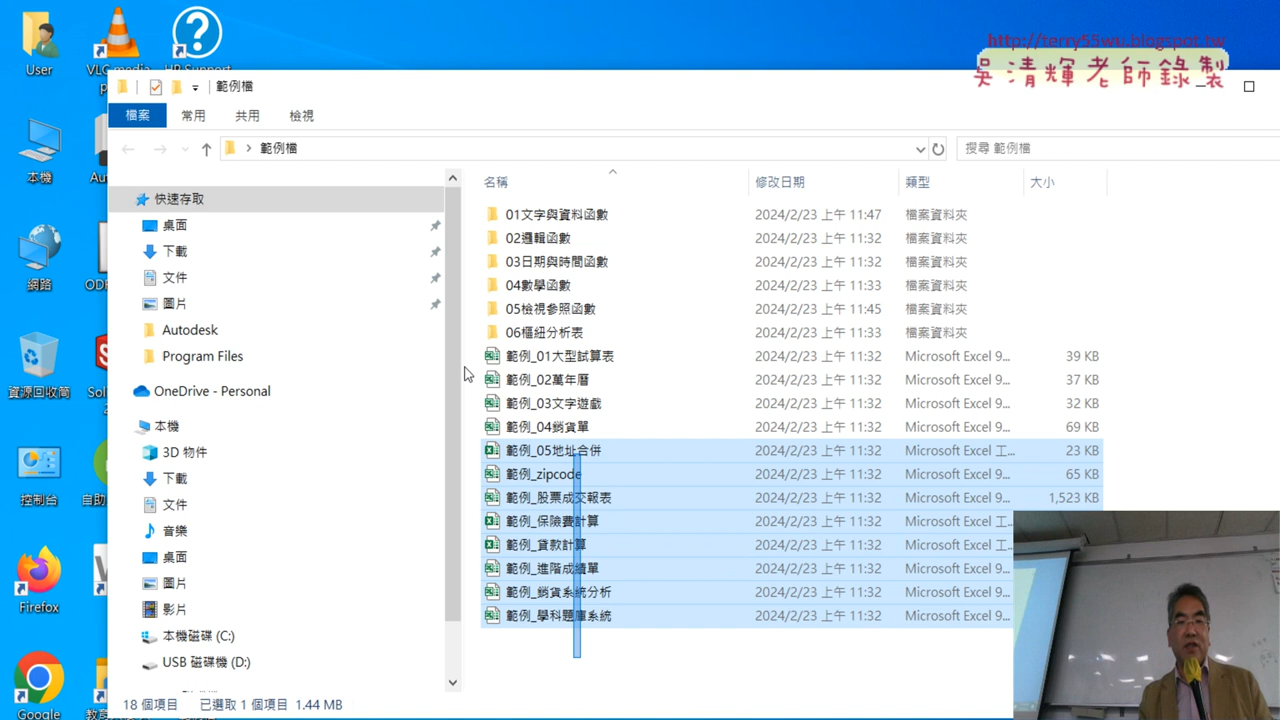 http://terry55wu.blogspot.tw
吳清輝老師錄製
User
VLC media
p
HP Support
本機
Au
網路
ODF
資源回收筒
Sol
控制台
自助
Firefox
V
Google
教育
範例檔
檔案 常用 共用 檢視
範例檔
搜尋 範例檔
快速存取
桌面
下載
文件
圖片
Autodesk
Program Files
OneDrive - Personal
本機
3D 物件
下載
文件
音樂
桌面
圖片
影片
本機磁碟 (C:)
USB 磁碟機 (D:)
名稱 修改日期 類型 大小
01文字與資料函數 2024/2/23 上午 11:47 檔案資料夾
02邏輯函數 2024/2/23 上午 11:32 檔案資料夾
03日期與時間函數 2024/2/23 上午 11:32 檔案資料夾
04數學函數 2024/2/23 上午 11:33 檔案資料夾
05檢視參照函數 2024/2/23 上午 11:45 檔案資料夾
06樞紐分析表 2024/2/23 上午 11:33 檔案資料夾
範例_01大型試算表 2024/2/23 上午 11:32 Microsoft Excel 9... 39 KB
範例_02萬年曆 2024/2/23 上午 11:32 Microsoft Excel 9... 37 KB
範例_03文字遊戲 2024/2/23 上午 11:32 Microsoft Excel 9... 32 KB
範例_04銷貨單 2024/2/23 上午 11:32 Microsoft Excel 9... 69 KB
範例_05地址合併 2024/2/23 上午 11:32 Microsoft Excel 工... 23 KB
範例_zipcode 2024/2/23 上午 11:32 Microsoft Excel 9... 65 KB
範例_股票成交報表 2024/2/23 上午 11:32 Microsoft Excel 9... 1,523 KB
範例_保險費計算 2024/2/23 上午 11:32 Microsoft Excel 工...
範例_貸款計算 2024/2/23 上午 11:32 Microsoft Excel 工...
範例_進階成績單 2024/2/23 上午 11:32 Microsoft Excel 9...
範例_銷貨系統分析 2024/2/23 上午 11:32 Microsoft Excel 9...
範例_學科題庫系統 2024/2/23 上午 11:32 Microsoft Excel 9...
18 個項目 已選取 1 個項目 1.44 MB